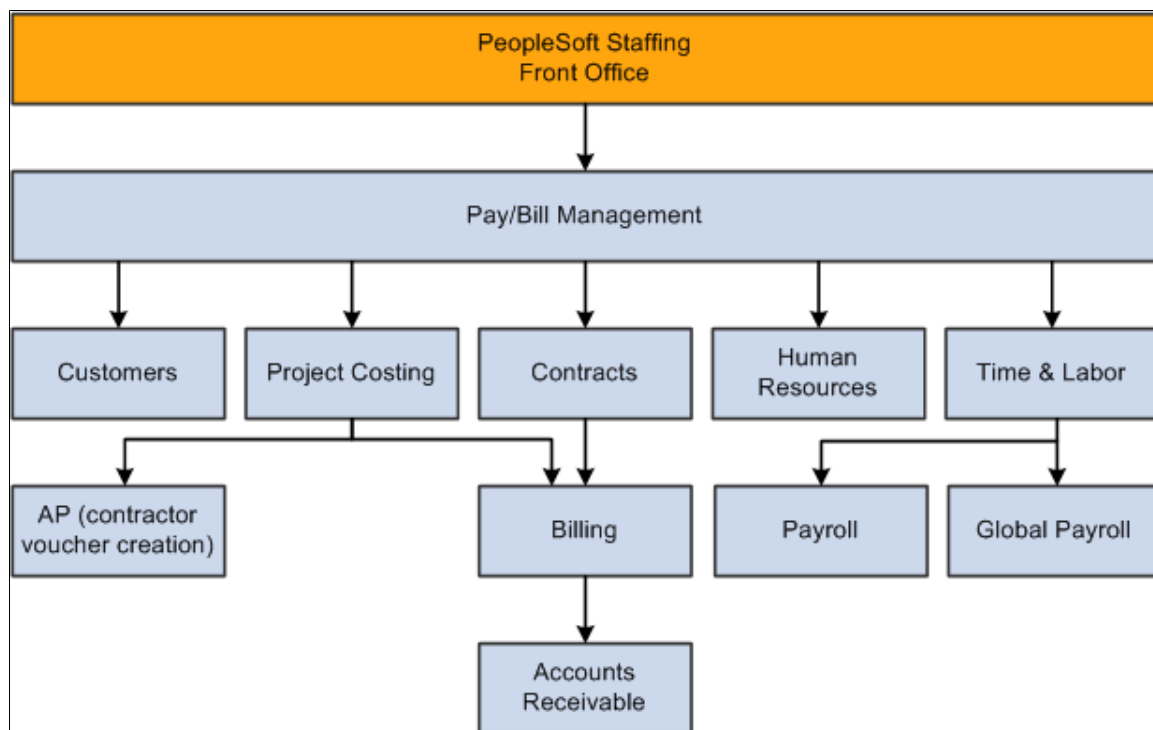 PeopleSoft Staffing
Front Office
Pay/Bill Management
Customers
Project Costing
Contracts
Human
Resources
Time & Labor
AP (contractor
voucher creation)
Billing
Payroll
Global Payroll
Accounts
Receivable